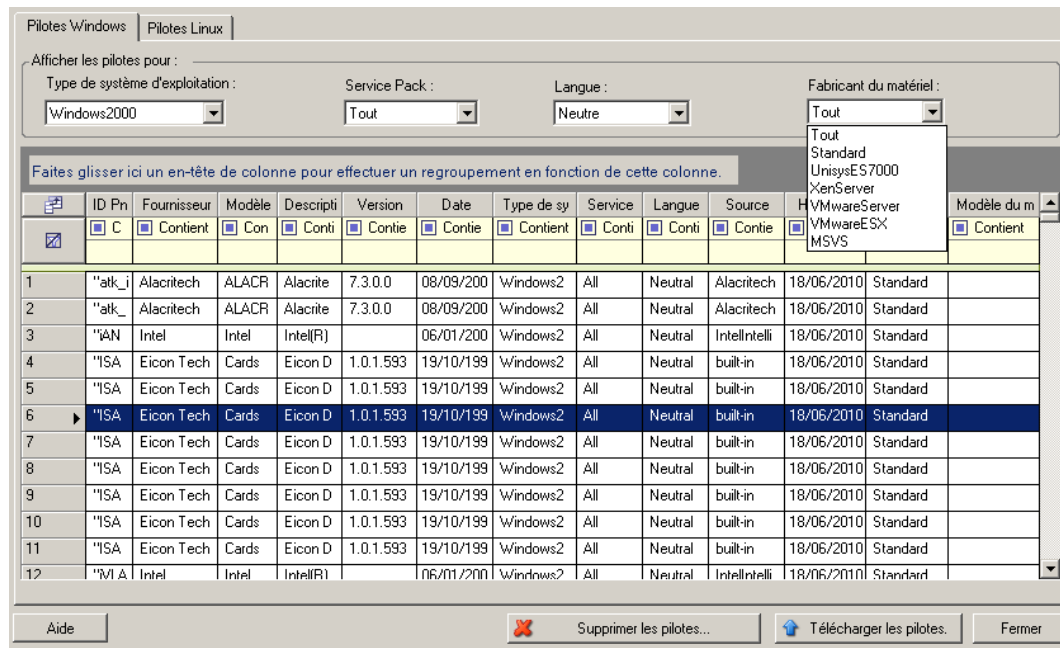 Pilotes Windows Pilotes Linux
Afficher les pilotes pour :
Type de système d'exploitation : Service Pack : Langue : Fabricant du matériel :
Windows2000 Tout Neutre Tout
Tout
Standard
UnisysES7000
XenServer
VMwareServer
VMwareESX
MSVS
Faites glisser ici un en-tête de colonne pour effectuer un regroupement en fonction de cette colonne.
ID Pn Fournisseur Modèle Descripti Version Date Type de sy Service Langue Source H Modèle du m
C Contient Con Conti Contie Contie Contient Conti Conti Contie Contient
1 "atk_i Alacritech ALACR Alacrite 7.3.0.0 08/09/200 Windows2 All Neutral Alacritech 18/06/2010 Standard
2 "atk_ Alacritech ALACR Alacrite 7.3.0.0 08/09/200 Windows2 All Neutral Alacritech 18/06/2010 Standard
3 "iAN Intel Intel Intel(R) 06/01/200 Windows2 All Neutral IntelIntelli 18/06/2010 Standard
4 "ISA Eicon Tech Cards Eicon D 1.0.1.593 19/10/199 Windows2 All Neutral built-in 18/06/2010 Standard
5 "ISA Eicon Tech Cards Eicon D 1.0.1.593 19/10/199 Windows2 All Neutral built-in 18/06/2010 Standard
6 "ISA Eicon Tech Cards Eicon D 1.0.1.593 19/10/199 Windows2 All Neutral built-in 18/06/2010 Standard
7 "ISA Eicon Tech Cards Eicon D 1.0.1.593 19/10/199 Windows2 All Neutral built-in 18/06/2010 Standard
8 "ISA Eicon Tech Cards Eicon D 1.0.1.593 19/10/199 Windows2 All Neutral built-in 18/06/2010 Standard
9 "ISA Eicon Tech Cards Eicon D 1.0.1.593 19/10/199 Windows2 All Neutral built-in 18/06/2010 Standard
10 "ISA Eicon Tech Cards Eicon D 1.0.1.593 19/10/199 Windows2 All Neutral built-in 18/06/2010 Standard
11 "ISA Eicon Tech Cards Eicon D 1.0.1.593 19/10/199 Windows2 All Neutral built-in 18/06/2010 Standard
12 "iVLA Intel Intel Intel(R) 06/01/200 Windows2 All Neutral IntelIntelli 18/06/2010 Standard
Aide Supprimer les pilotes... Télécharger les pilotes. Fermer